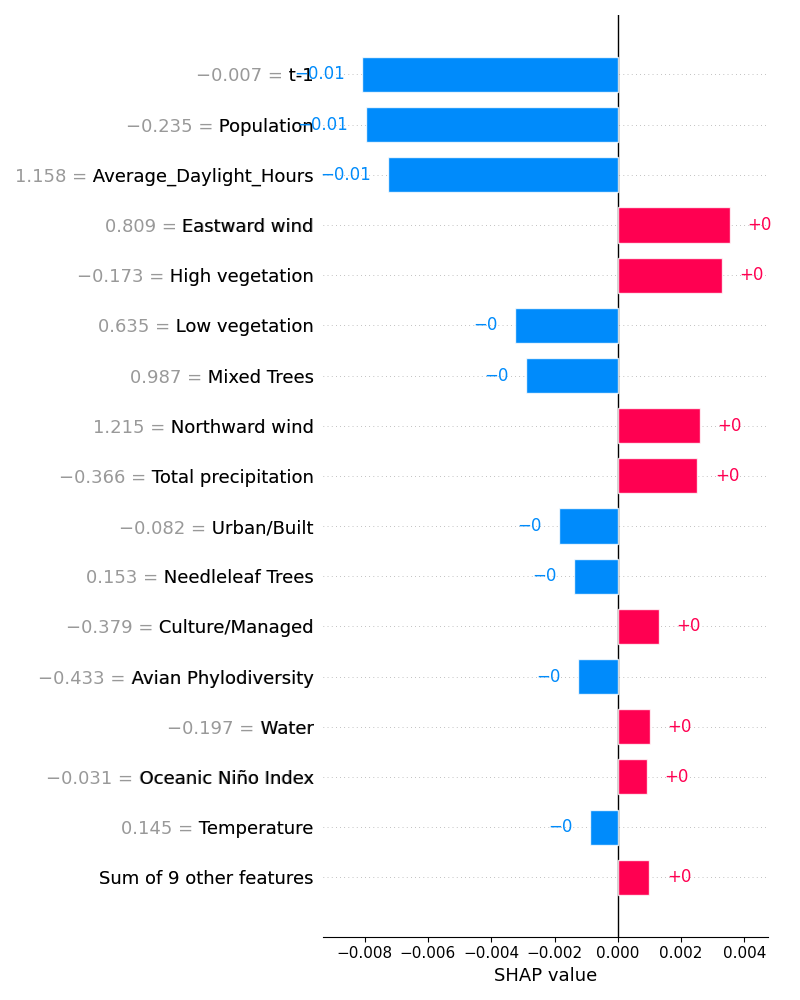 −0.007 = t-1 −0.01
−0.235 = Population −0.01
1.158 = Average_Daylight_Hours −0.01
0.809 = Eastward wind +0
−0.173 = High vegetation +0
0.635 = Low vegetation −0
0.987 = Mixed Trees −0
1.215 = Northward wind +0
−0.366 = Total precipitation +0
−0.082 = Urban/Built −0
0.153 = Needleleaf Trees −0
−0.379 = Culture/Managed +0
−0.433 = Avian Phylodiversity −0
−0.197 = Water +0
−0.031 = Oceanic Niño Index +0
0.145 = Temperature −0
Sum of 9 other features +0
−0.008 −0.006 −0.004 −0.002 0.000 0.002 0.004
SHAP value